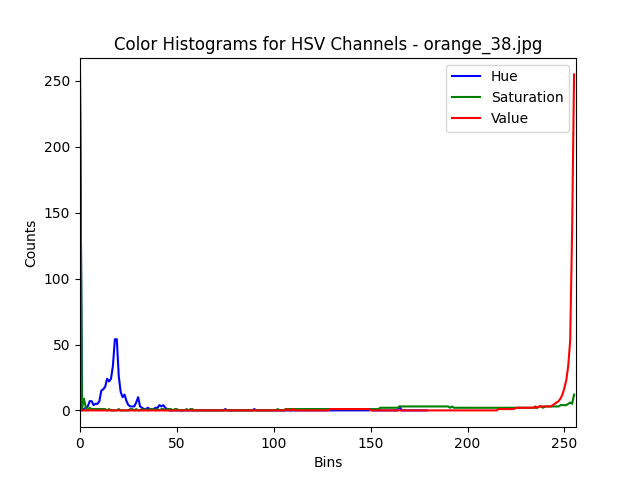 Color Histograms for HSV Channels - orange_38.jpg
Hue
Saturation
Value
Counts
250
200
150
100
50
0
0 50 100 150 200 250
Bins